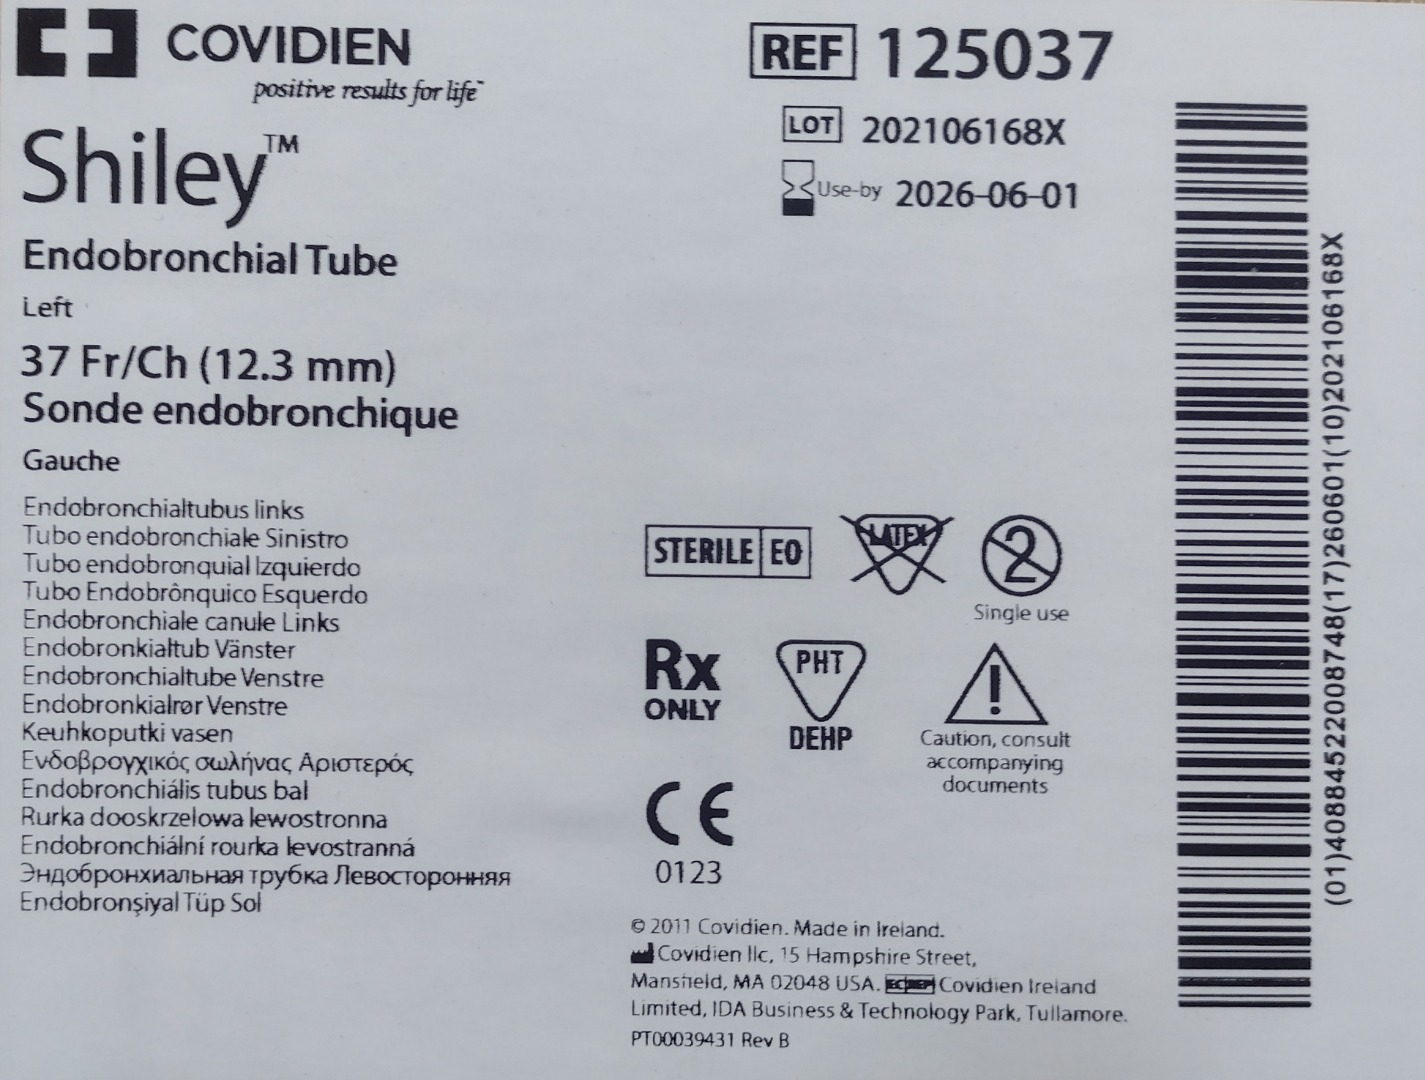 COVIDIEN
positive results for life™
Shiley™
Endobronchial Tube
Left
37 Fr/Ch (12.3 mm)
Sonde endobronchique
Gauche
Endobronchialtubus links
Tubo endobronchiale Sinistro
Tubo endobronquial Izquierdo
Tubo Endobrônquico Esquerdo
Endobronchiale canule Links
Endobronkialtub Vänster
Endobronchialtube Venstre
Endobronkialrør Venstre
Keuhkoputki vasen
Ενδοβρογχικός σωλήνας Αριστερός
Endobronchiális tubus bal
Rurka dooskrzelowa lewostronna
Endobronchiální rourka levostranná
Эндобронхиальная трубка Левосторонняя
Endobronşiyal Tüp Sol
REF 125037
LOT 202106168X
Use-by 2026-06-01
STERILE EO
LATEX
2
Single use
Rx
ONLY
PHT
DEHP
!
Caution, consult
accompanying
documents
CE
0123
© 2011 Covidien. Made in Ireland.
Covidien llc, 15 Hampshire Street,
Mansfield, MA 02048 USA. EC REP Covidien Ireland
Limited, IDA Business & Technology Park, Tullamore.
PT00039431 Rev B
(01)40884522008748(17)260601(10)202106168X